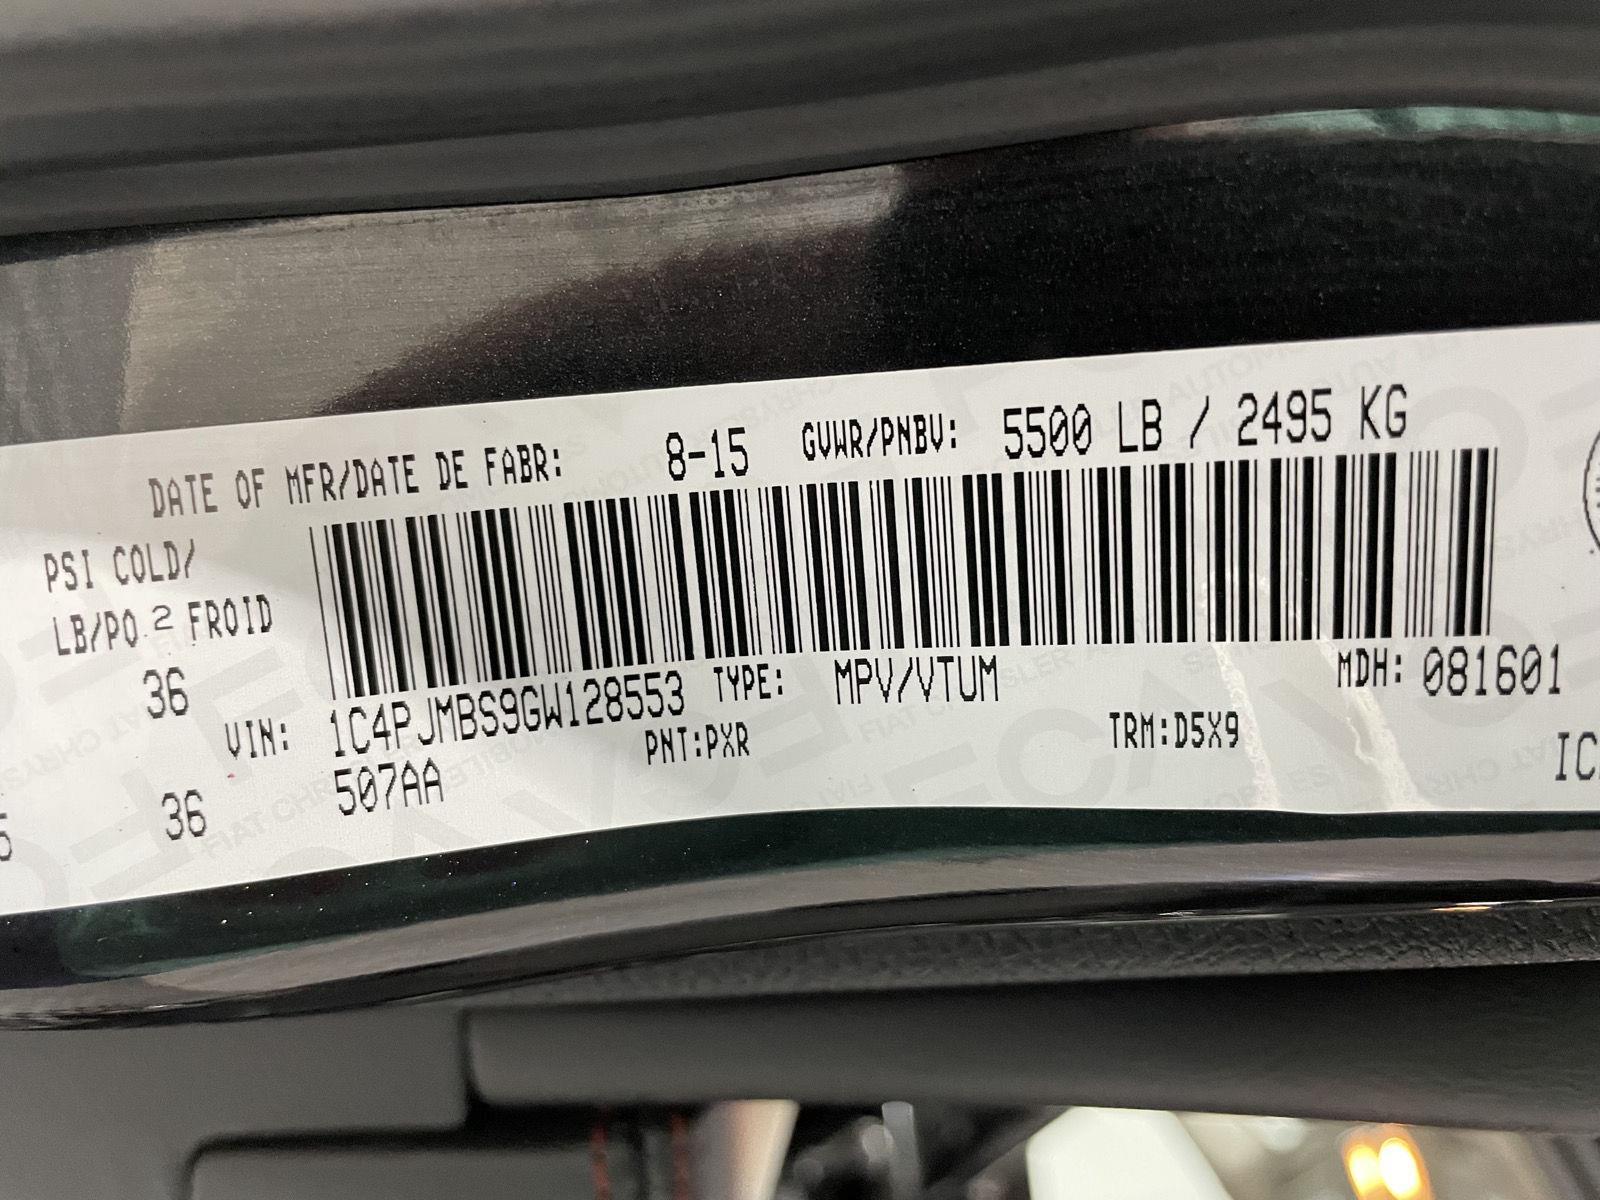 DATE OF MFR/DATE DE FABR: 8-15 GVWR/PNBV: 5500 LB / 2495 KG
PSI COLD/
LB/PO.2 FROID
36
VIN: 1C4PJMBS9GW128553 TYPE: MPV/VTUM MDH: 081601
PNT:PXR TRM:D5X9
36
507AA